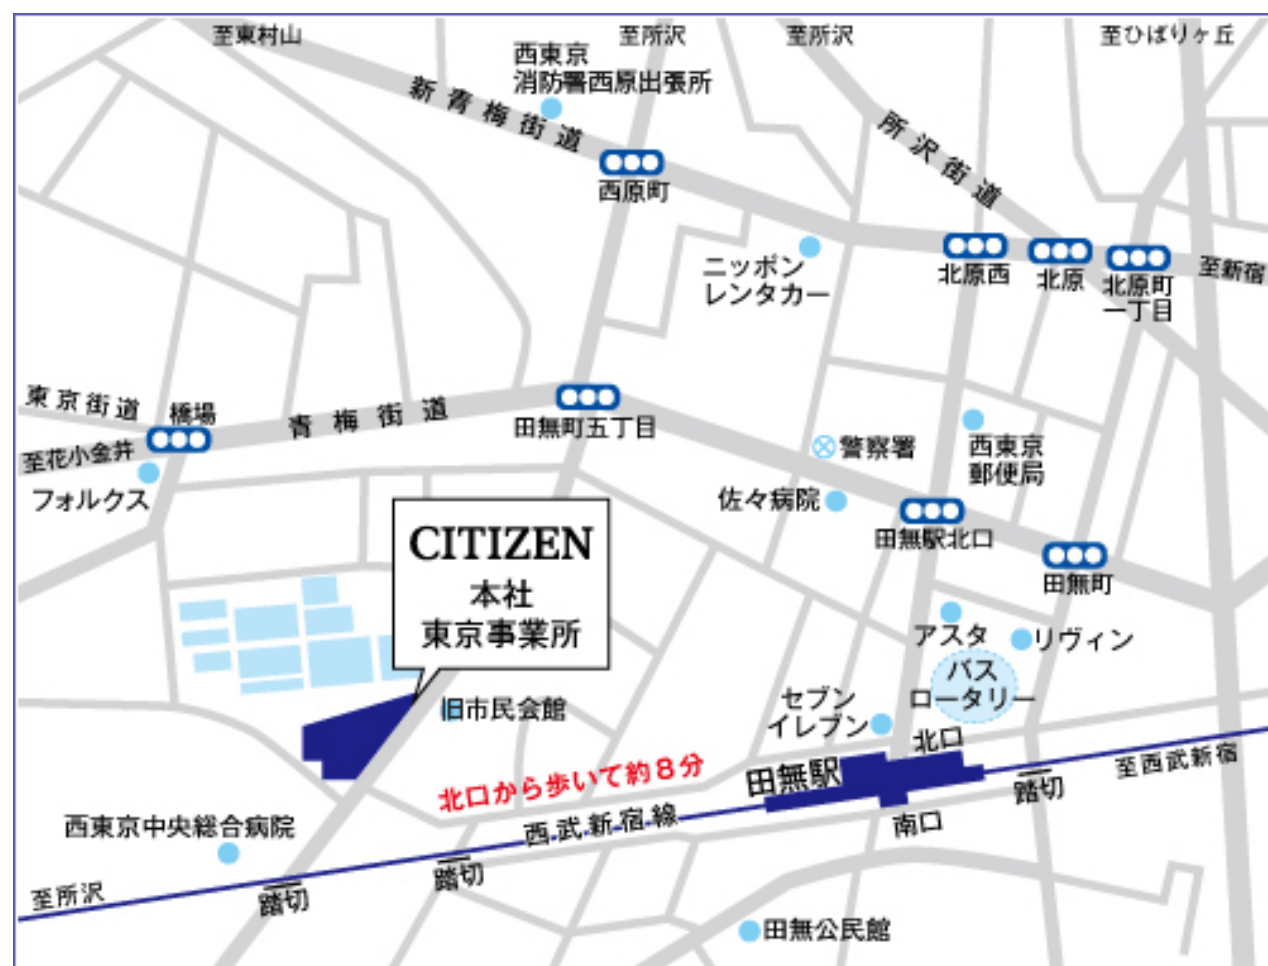 至東村山
至所沢
至所沢
至ひばりヶ丘
西東京
消防署西原出張所
新青梅街道
所沢街道
西原町
ニッポン
レンタカー
北原西
北原
北原町
一丁目
至新宿
東京街道
橋場
青梅街道
田無町五丁目
至花小金井
フォルクス
警察署
西東京
郵便局
佐々病院
田無駅北口
田無町
CITIZEN
本社
東京事業所
アスタ
リヴィン
バス
ロータリー
セブン
イレブン
旧市民会館
北口
北口から歩いて約8分
田無駅
至西武新宿
踏切
西武新宿線
南口
西東京中央総合病院
踏切
至所沢
踏切
田無公民館